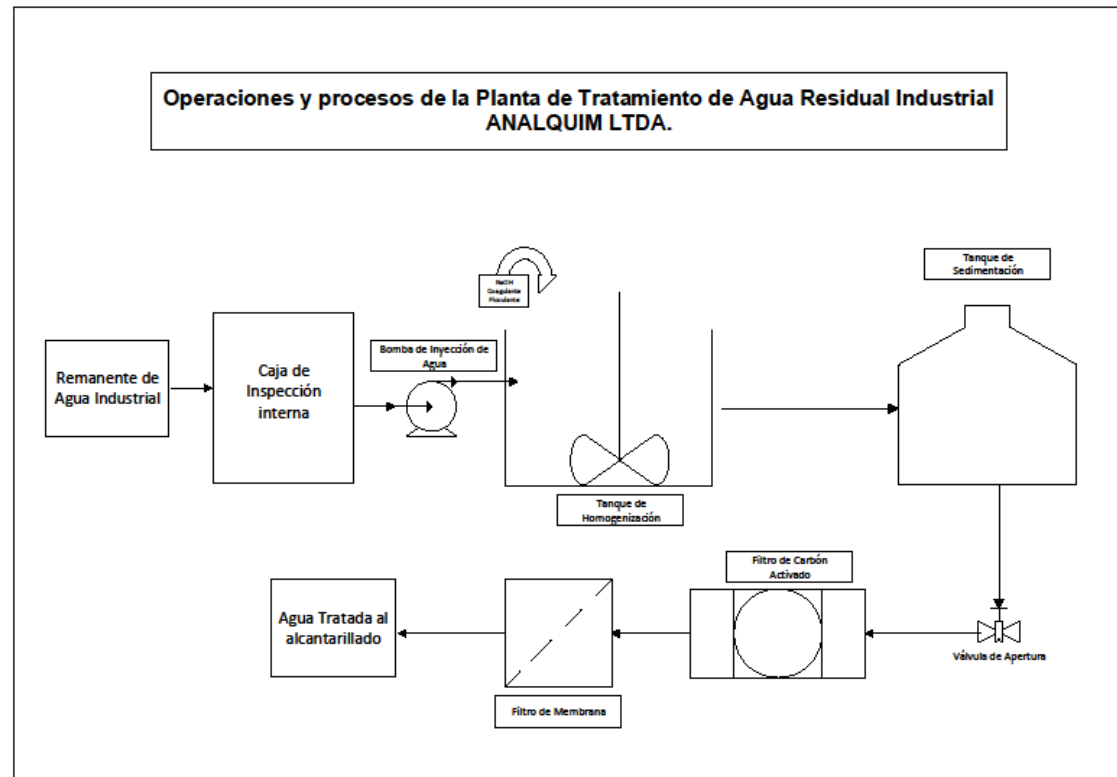 Operaciones y procesos de la Planta de Tratamiento de Agua Residual Industrial
ANALQUIM LTDA.
Tanque de
Sedimentación
NaOH
Coagulante
Floculante
Bomba de Inyección de
Agua
Remanente de
Agua Industrial
Caja de
Inspección
interna
Tanque de
Homogenización
Filtro de Carbón
Activado
Agua Tratada al
alcantarillado
Válvula de Apertura
Filtro de Membrana